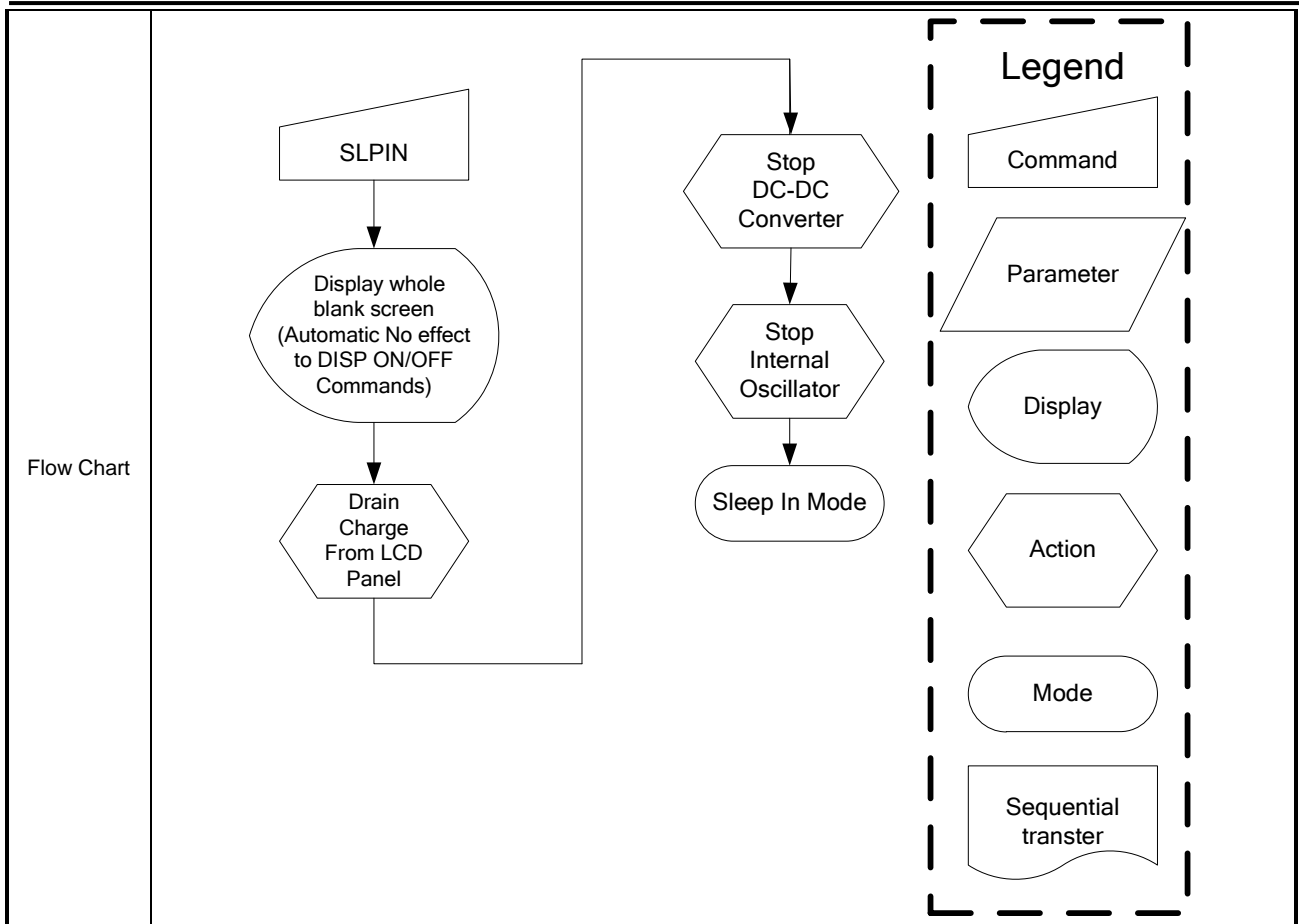 Flow Chart
SLPIN
Display whole
blank screen
(Automatic No effect
to DISP ON/OFF
Commands)
Drain
Charge
From LCD
Panel
Stop
DC-DC
Converter
Stop
Internal
Oscillator
Sleep In Mode
Legend
Command
Parameter
Display
Action
Mode
Sequential
transter